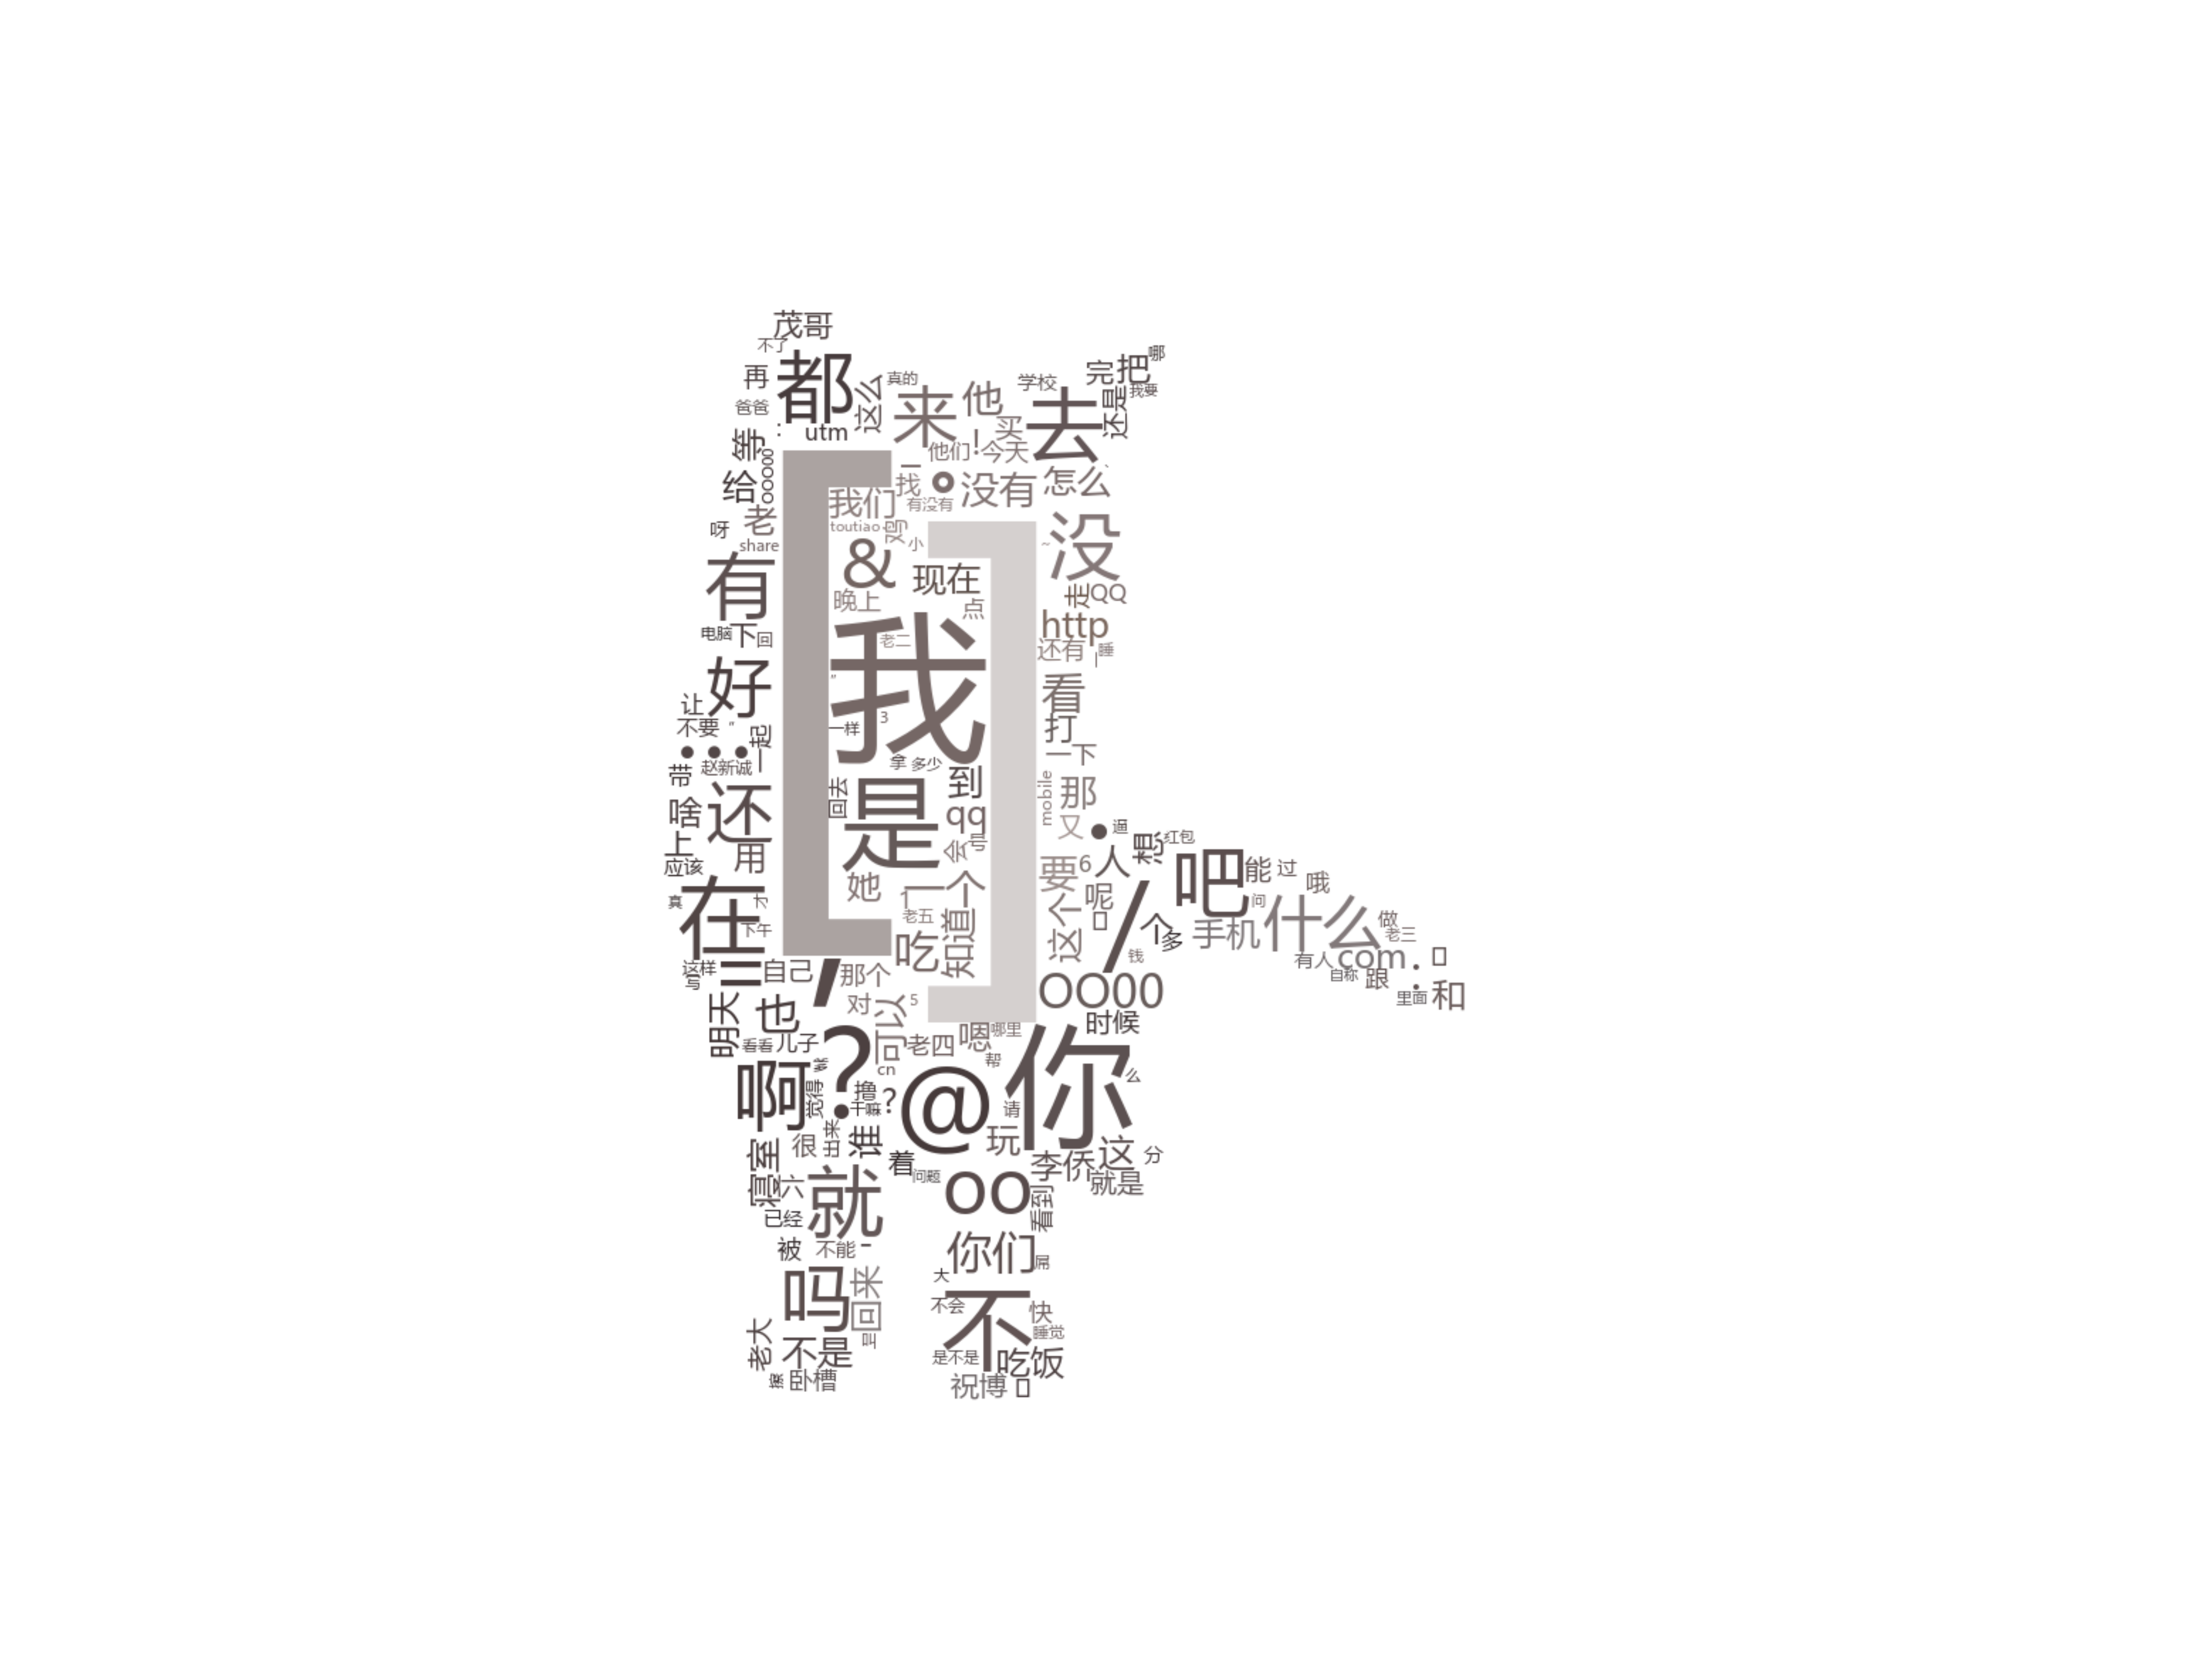 茂哥
不了
再
都
这么
真的
来
他
学校
完
把
哪
我要
还是
去
买
爸爸
utm
:
等
他们
!
今天
给
OOOOO
[
一
找
。
没有
怎么
我们
有没有
老
呀
toutiao
小
]
没
~
share
&
现在
有
晚上
点
走
QQ
http
还有
睡
电脑
下
回
我
老二
好
看
让
不要
"
一起
一样
3
打
一下
…
赵新诚
带
拿
多少
到
mobile
那
啥
还
回去
是
qq
又
逼
红包
上
应该
用
会
号
要
6
人
想
吧
能
过
哦
她
一个
真
才
在
下午
1
老五
知道
吃
这个
呢
/
个
多
手机
问
什么
做
老三
钱
有人
com
.
自称
跟
:
里面
和
这样
写
三
自己
,
那个
OO00
明天
也
对
可以
5
时候
看看
儿子
?
老四
嗯
哪里
你
帮
cn
么
啊
觉得
撸
干嘛
?
@
请
很
出来
谁
玩
着
问题
李侨
这
分
就是
寝室
六
就
oo
看到
已经
被
不能
-
你们
屌
大
吗
回来
不会
不
快
睡觉
老大
不是
叫
是不是
吃饭
擦
卧槽
祝博